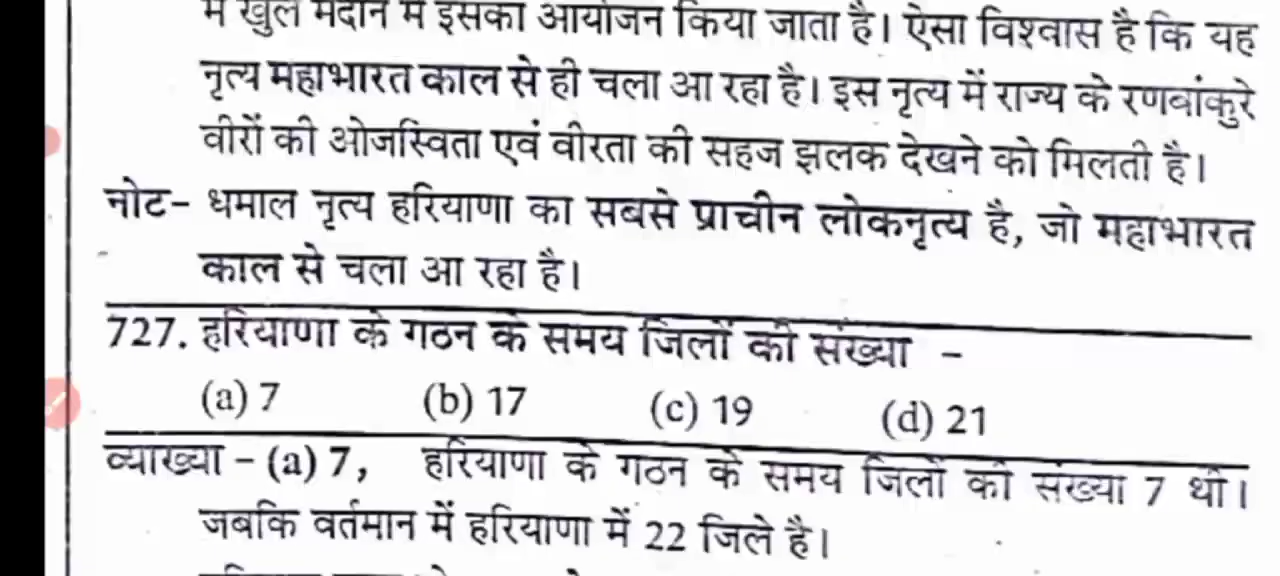 में खुले मैदान में इसका आयोजन किया जाता है। ऐसा विश्वास है कि यह
नृत्य महाभारत काल से ही चला आ रहा है। इस नृत्य में राज्य के रणबांकुरे
वीरों की ओजस्विता एवं वीरता की सहज झलक देखने को मिलती है।
नोट- धमाल नृत्य हरियाणा का सबसे प्राचीन लोकनृत्य है, जो महाभारत
काल से चला आ रहा है।
727. हरियाणा के गठन के समय जिलों की संख्या -
(a) 7 (b) 17 (c) 19 (d) 21
व्याख्या - (a) 7, हरियाणा के गठन के समय जिलों की संख्या 7 थी।
जबकि वर्तमान में हरियाणा में 22 जिले है।